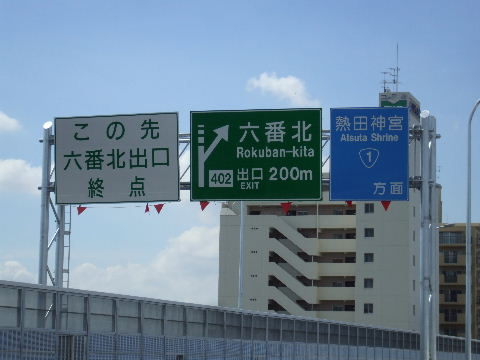 この先
六番北出口
終点
六番北
Rokuban-kita
402 出口 200m
EXIT
熱田神宮
Atsuta Shrine
1
方面